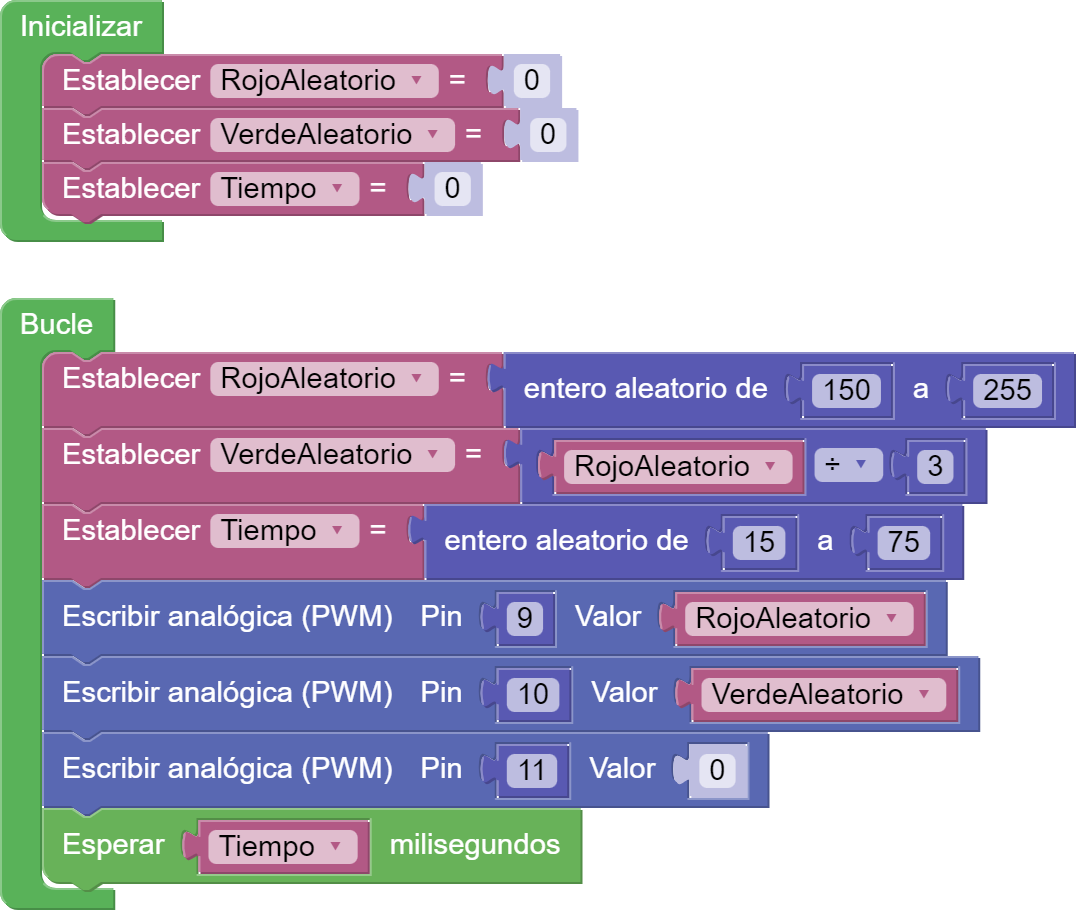 Inicializar
Establecer RojoAleatorio = 0
Establecer VerdeAleatorio = 0
Establecer Tiempo = 0
Bucle
Establecer RojoAleatorio = entero aleatorio de 150 a 255
Establecer VerdeAleatorio = RojoAleatorio ÷ 3
Establecer Tiempo = entero aleatorio de 15 a 75
Escribir analógica (PWM) Pin 9 Valor RojoAleatorio
Escribir analógica (PWM) Pin 10 Valor VerdeAleatorio
Escribir analógica (PWM) Pin 11 Valor 0
Esperar Tiempo milisegundos